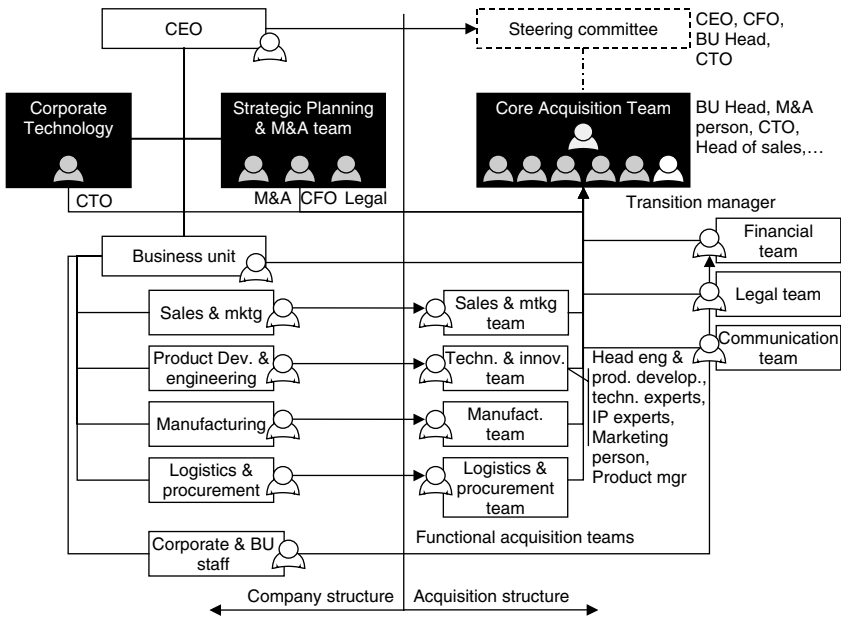 CEO
Steering committee
CEO, CFO,
BU Head,
CTO
Corporate
Technology
Strategic Planning
& M&A team
Core Acquisition Team
BU Head, M&A
person, CTO,
Head of sales,...
CTO
M&A CFO Legal
Transition manager
Business unit
Financial
team
Legal team
Communication
team
Sales & mktg
Sales & mtkg
team
Product Dev. &
engineering
Techn. & innov.
team
Head eng &
prod. develop.,
techn. experts,
IP experts,
Marketing
person,
Product mgr
Manufacturing
Manufact.
team
Logistics &
procurement
Logistics &
procurement
team
Corporate & BU
staff
Functional acquisition teams
Company structure
Acquisition structure